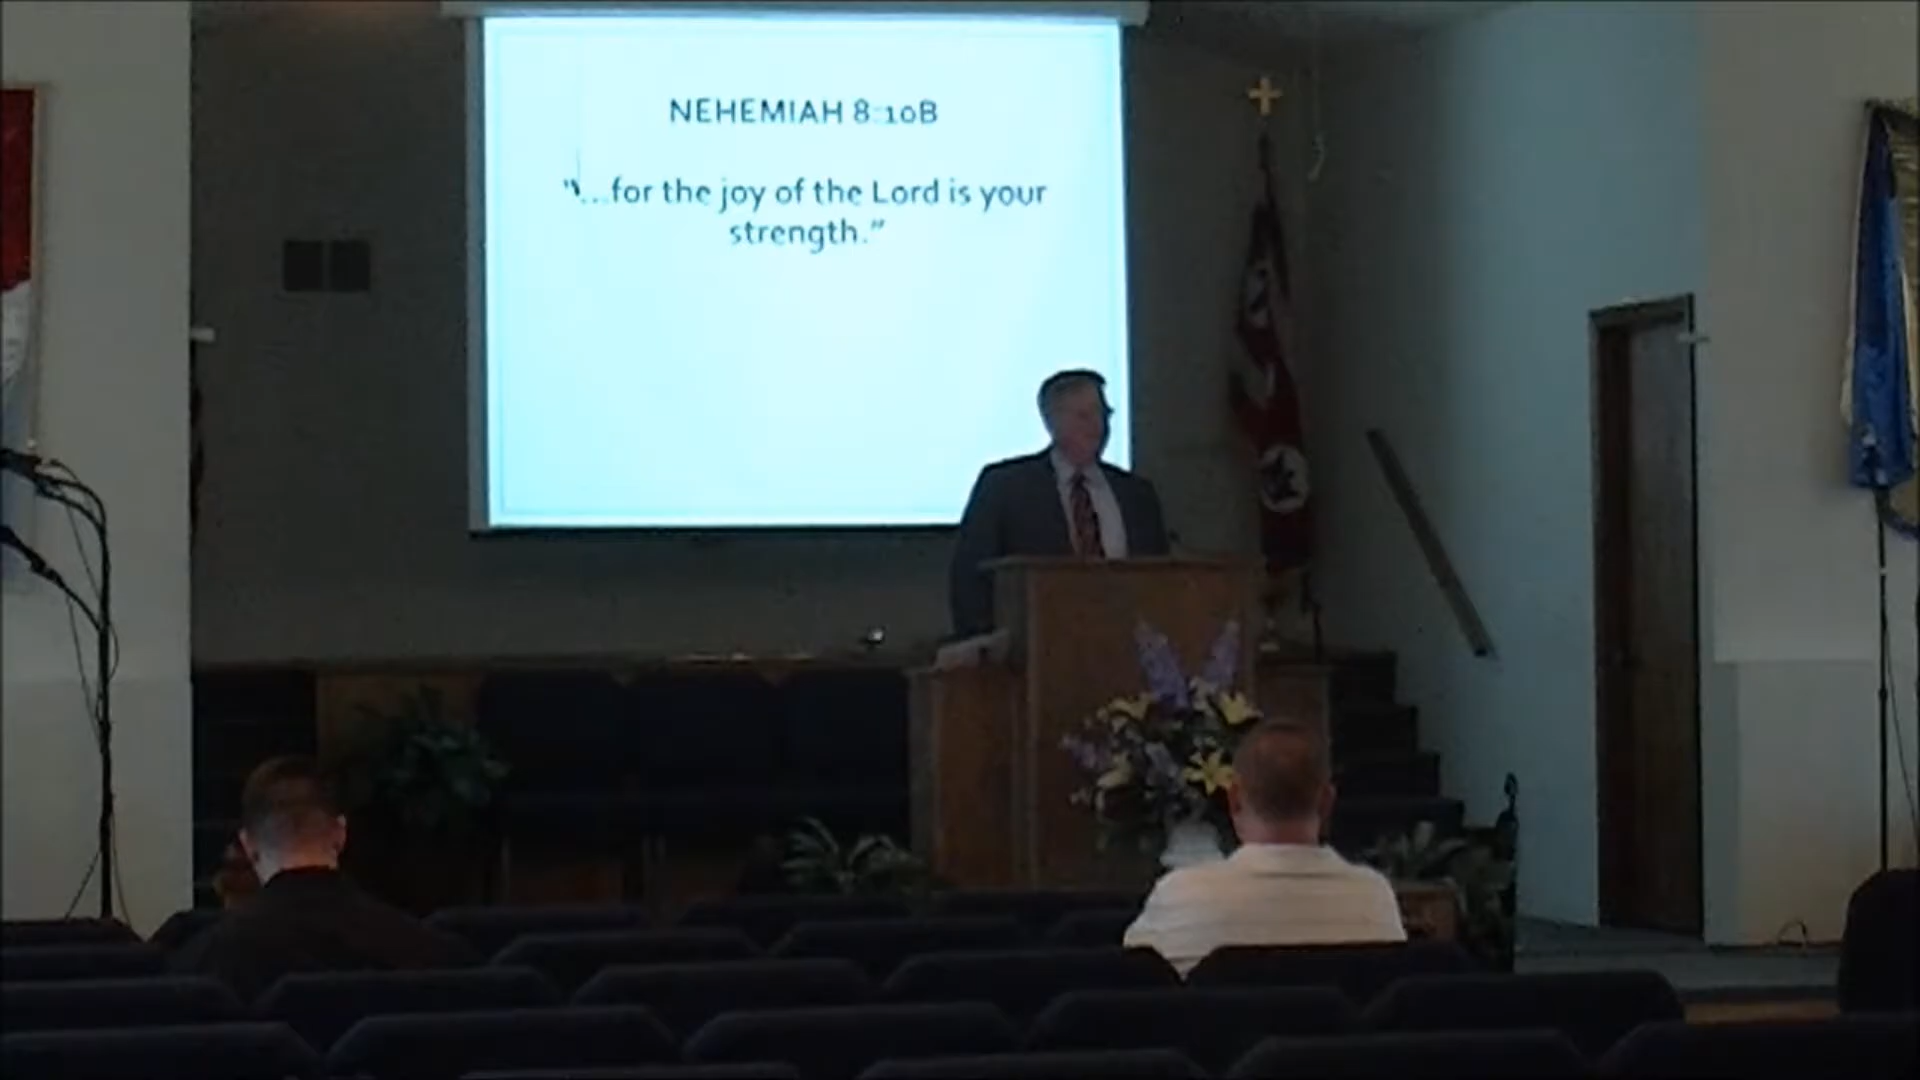 NEHEMIAH 8:10B
"...for the joy of the Lord is your
strength."